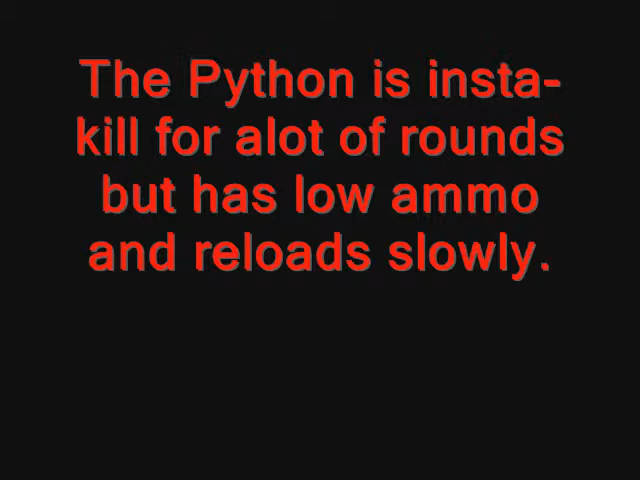 The Python is insta-
kill for alot of rounds
but has low ammo
and reloads slowly.